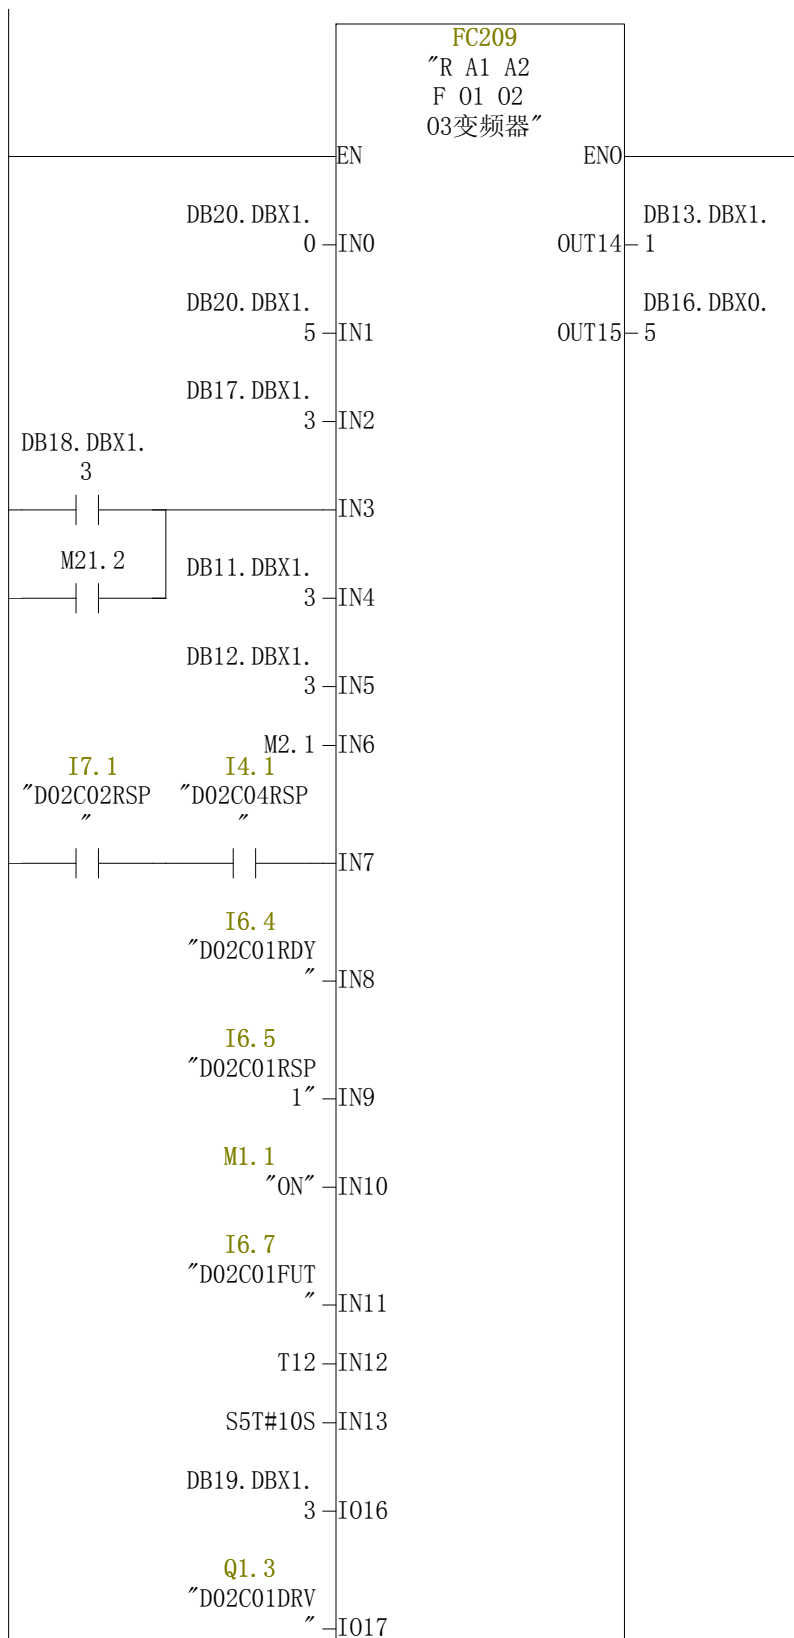 FC209
"R A1 A2
F O1 O2
O3变频器"
EN
ENO
DB20.DBX1.
0
IN0
OUT14
DB13.DBX1.
1
DB20.DBX1.
5
IN1
OUT15
DB16.DBX0.
5
DB17.DBX1.
3
IN2
DB18.DBX1.
3
IN3
M21.2
DB11.DBX1.
3
IN4
DB12.DBX1.
3
IN5
M2.1
IN6
I7.1
"D02C02RSP
"
I4.1
"D02C04RSP
"
IN7
I6.4
"D02C01RDY
"
IN8
I6.5
"D02C01RSP
1"
IN9
M1.1
"ON"
IN10
I6.7
"D02C01FUT
"
IN11
T12
IN12
S5T#10S
IN13
DB19.DBX1.
3
IO16
Q1.3
"D02C01DRV
"
IO17